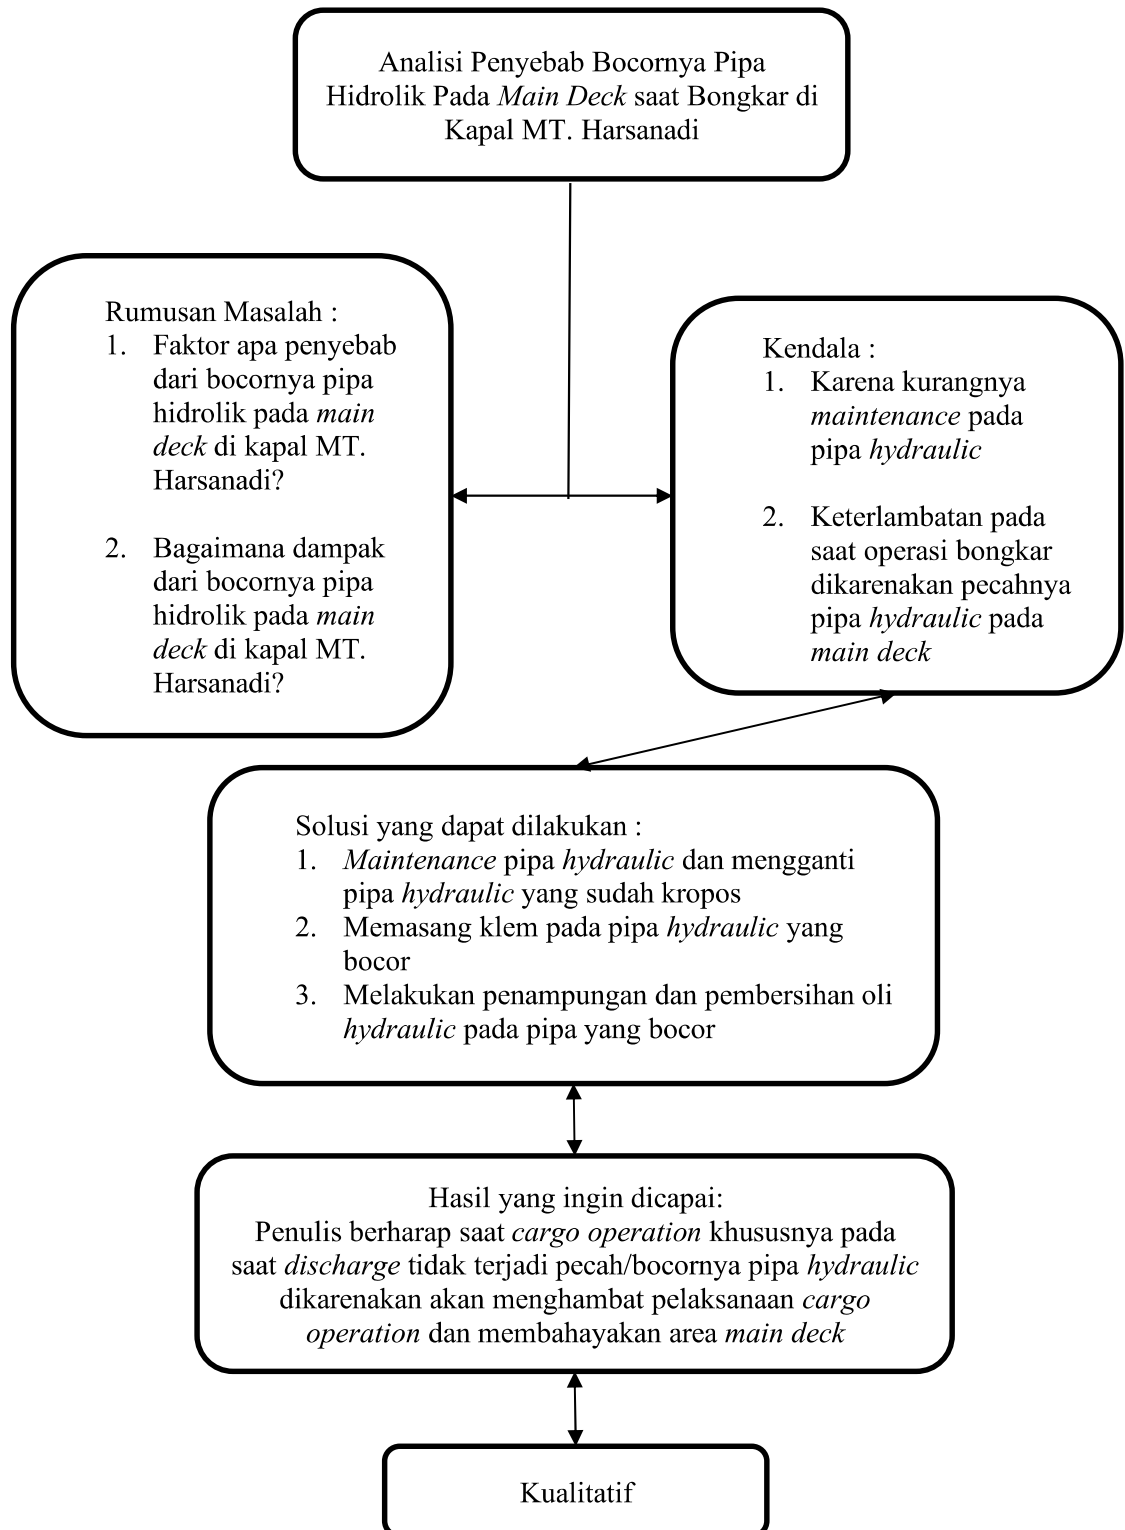 Analisi Penyebab Bocornya Pipa
Hidrolik Pada Main Deck saat Bongkar di
Kapal MT. Harsanadi
Rumusan Masalah :
1. Faktor apa penyebab
dari bocornya pipa
hidrolik pada main
deck di kapal MT.
Harsanadi?
2. Bagaimana dampak
dari bocornya pipa
hidrolik pada main
deck di kapal MT.
Harsanadi?
Kendala :
1. Karena kurangnya
maintenance pada
pipa hydraulic
2. Keterlambatan pada
saat operasi bongkar
dikarenakan pecahnya
pipa hydraulic pada
main deck
Solusi yang dapat dilakukan :
1. Maintenance pipa hydraulic dan mengganti
pipa hydraulic yang sudah kropos
2. Memasang klem pada pipa hydraulic yang
bocor
3. Melakukan penampungan dan pembersihan oli
hydraulic pada pipa yang bocor
Hasil yang ingin dicapai:
Penulis berharap saat cargo operation khususnya pada
saat discharge tidak terjadi pecah/bocornya pipa hydraulic
dikarenakan akan menghambat pelaksanaan cargo
operation dan membahayakan area main deck
Kualitatif